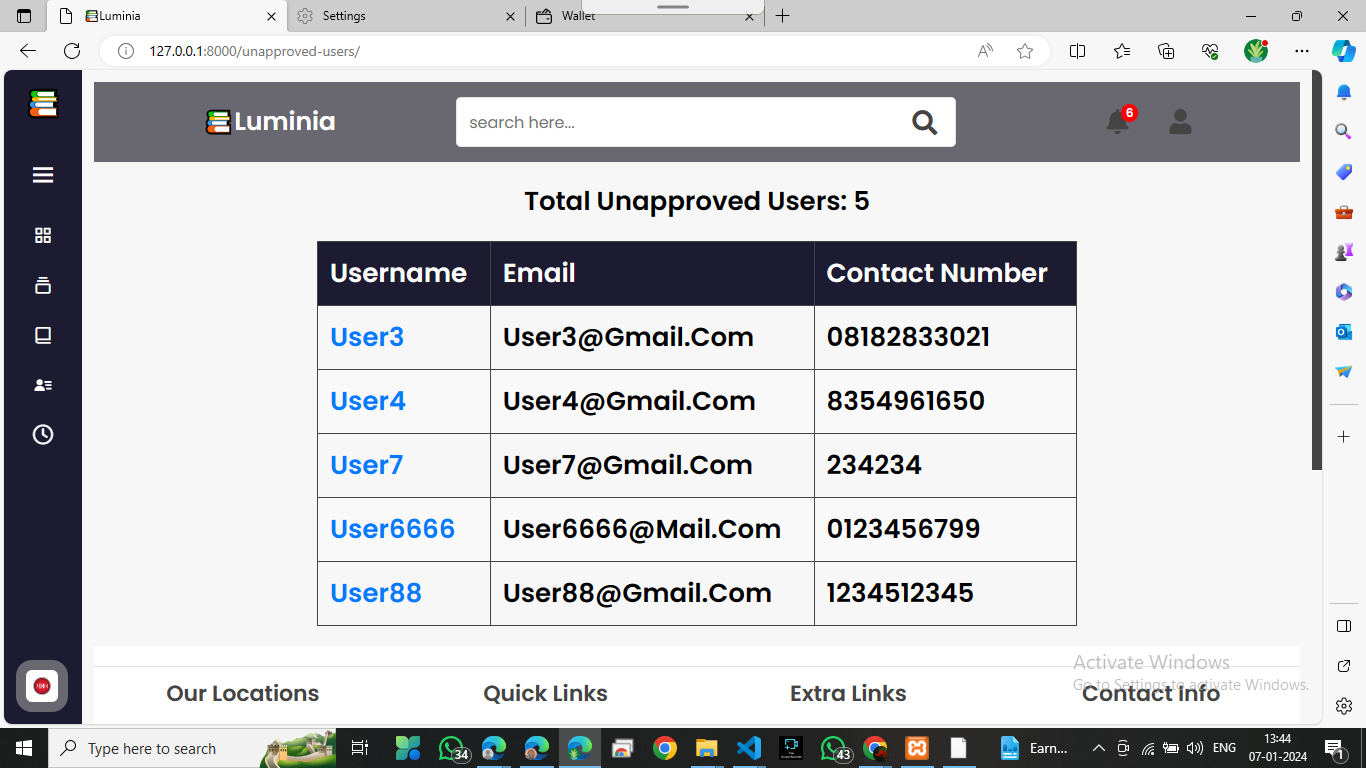 Luminia
Settings
Wallet
127.0.0.1:8000/unapproved-users/
Luminia
search here...
6
Total Unapproved Users: 5
Username Email Contact Number
User3 User3@Gmail.Com 08182833021
User4 User4@Gmail.Com 8354961650
User7 User7@Gmail.Com 234234
User6666 User6666@Mail.Com 0123456799
User88 User88@Gmail.Com 1234512345
Activate Windows
Go to Settings to activate Windows.
Our Locations Quick Links Extra Links Contact Info
Type here to search
34
43
Earn...
ENG
13:44
07-01-2024
1